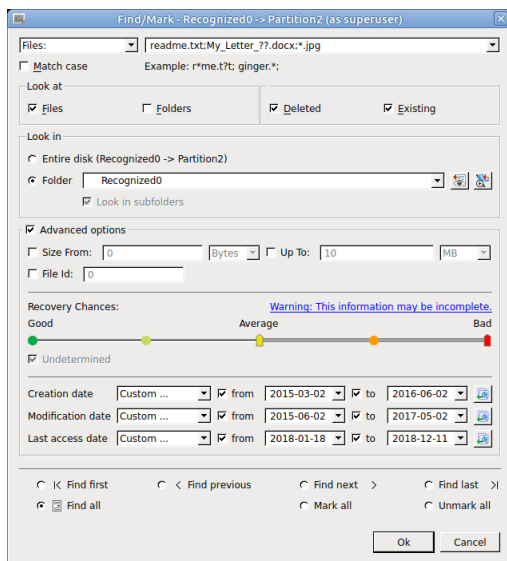 Find/Mark - Recognized0 -> Partition2 (as superuser)
Files: readme.txt;My_Letter_??.docx;*.jpg
Match case Example: r*me.t?t; ginger.*;
Look at
Files Folders Deleted Existing
Look in
Entire disk (Recognized0 -> Partition2)
Folder Recognized0
Look in subfolders
Advanced options
Size From: 0 Bytes Up To: 10 MB
File Id: 0
Recovery Chances: Warning: This information may be incomplete.
Good Average Bad
Undetermined
Creation date Custom ... from 2015-03-02 to 2016-06-02
Modification date Custom ... from 2015-06-02 to 2017-05-02
Last access date Custom ... from 2018-01-18 to 2018-12-11
Find first < Find previous Find next > Find last
Find all Mark all Unmark all
Ok Cancel